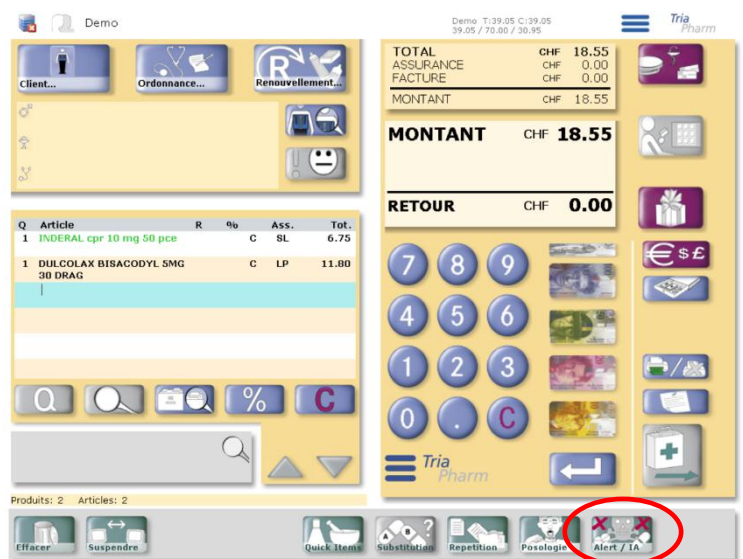 Demo
Demo T:39.05 C:39.05
39.05 / 70.00 / 30.95
Tria
Pharm
Client...
Ordonnance...
R
Renouvellement...
TOTAL CHF 18.55
ASSURANCE CHF 0.00
FACTURE CHF 0.00
MONTANT CHF 18.55
MONTANT CHF 18.55
RETOUR CHF 0.00
Q Article R % Ass. Tot.
1 INDERAL cpr 10 mg 50 pce C SL 6.75
1 DULCOLAX BISACODYL 5MG C LP 11.80
30 DRAG
€ $ £
7 8 9
4 5 6
1 2 3
0 . C
Q % C
Tria
Pharm
Produits: 2 Articles: 2
Effacer
Suspendre
Quick Items
A B ?
Substitution
Repetition
Posologie
Alert / IA